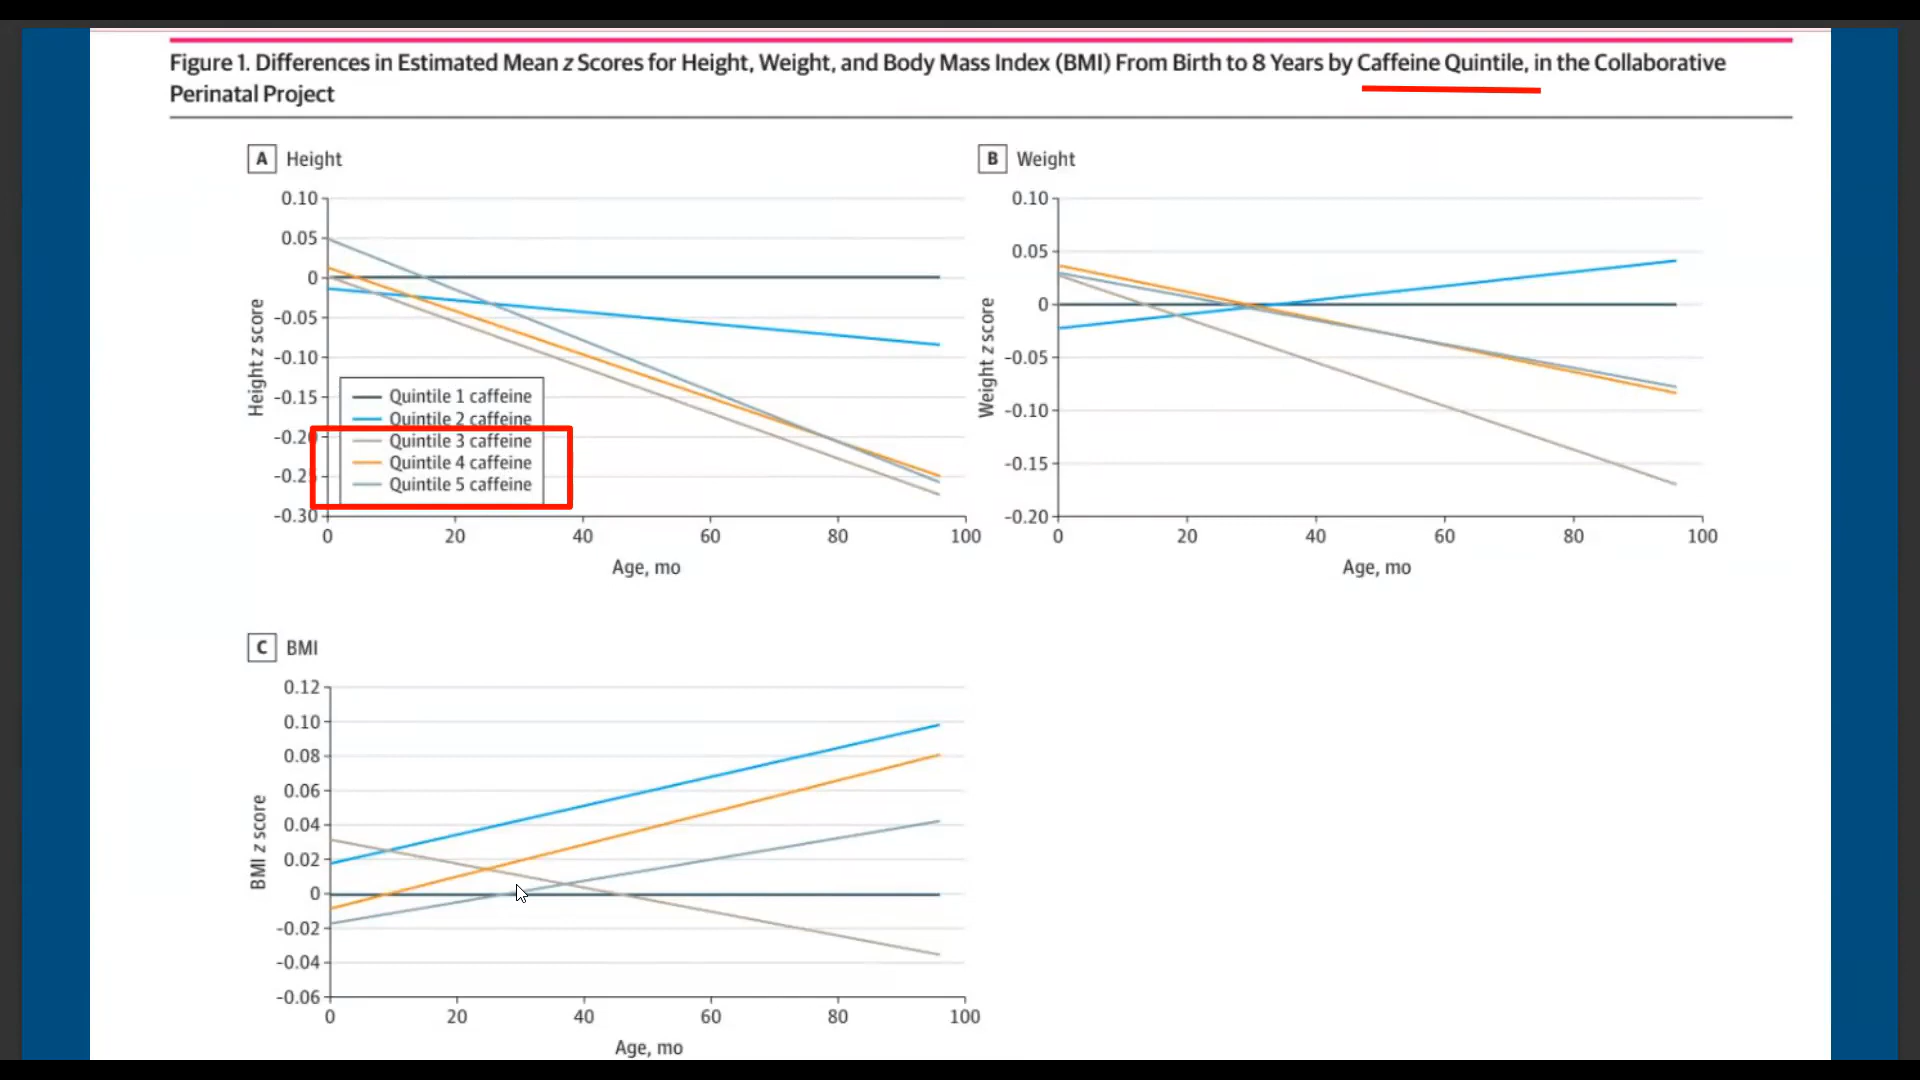 Figure 1. Differences in Estimated Mean z Scores for Height, Weight, and Body Mass Index (BMI) From Birth to 8 Years by Caffeine Quintile, in the Collaborative
Perinatal Project
A Height
0.10
0.05
0
-0.05
-0.10
-0.15
-0.20
-0.25
-0.30
Height z score
Quintile 1 caffeine
Quintile 2 caffeine
Quintile 3 caffeine
Quintile 4 caffeine
Quintile 5 caffeine
0 20 40 60 80 100
Age, mo
B Weight
0.10
0.05
0
-0.05
-0.10
-0.15
-0.20
Weight z score
0 20 40 60 80 100
Age, mo
C BMI
0.12
0.10
0.08
0.06
0.04
0.02
0
-0.02
-0.04
-0.06
BMI z score
0 20 40 60 80 100
Age, mo